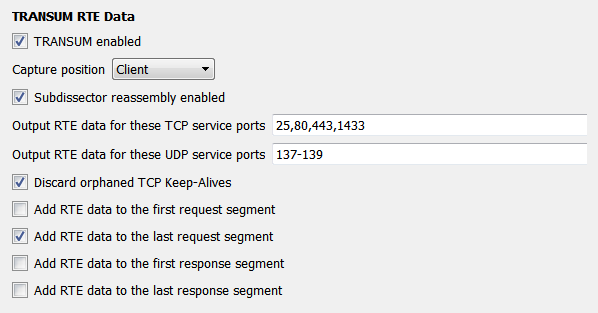 TRANSUM RTE Data
TRANSUM enabled
Capture position Client
Subdissector reassembly enabled
Output RTE data for these TCP service ports 25,80,443,1433
Output RTE data for these UDP service ports 137-139
Discard orphaned TCP Keep-Alives
Add RTE data to the first request segment
Add RTE data to the last request segment
Add RTE data to the first response segment
Add RTE data to the last response segment